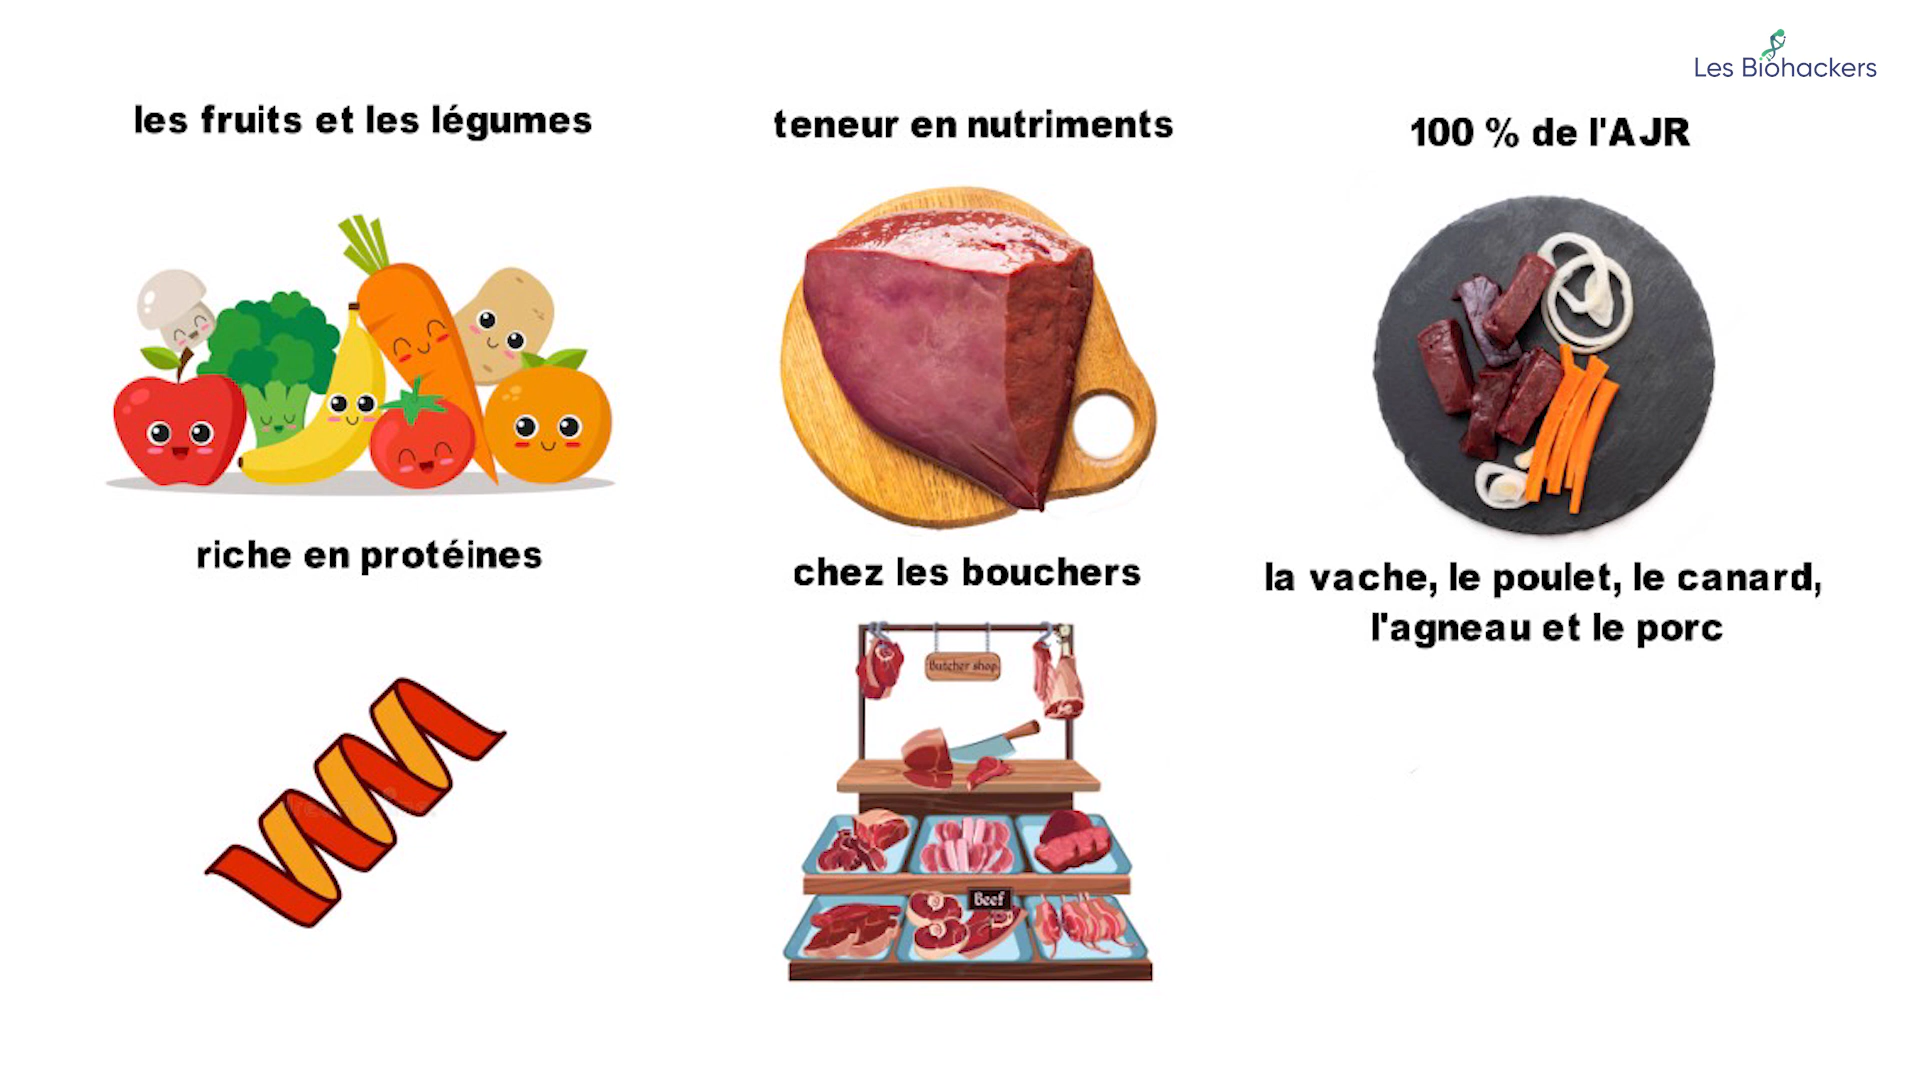 Les Biohackers
les fruits et les légumes
teneur en nutriments
100 % de l'AJR
riche en protéines
chez les bouchers
la vache, le poulet, le canard,
l'agneau et le porc
Butcher shop
Beef